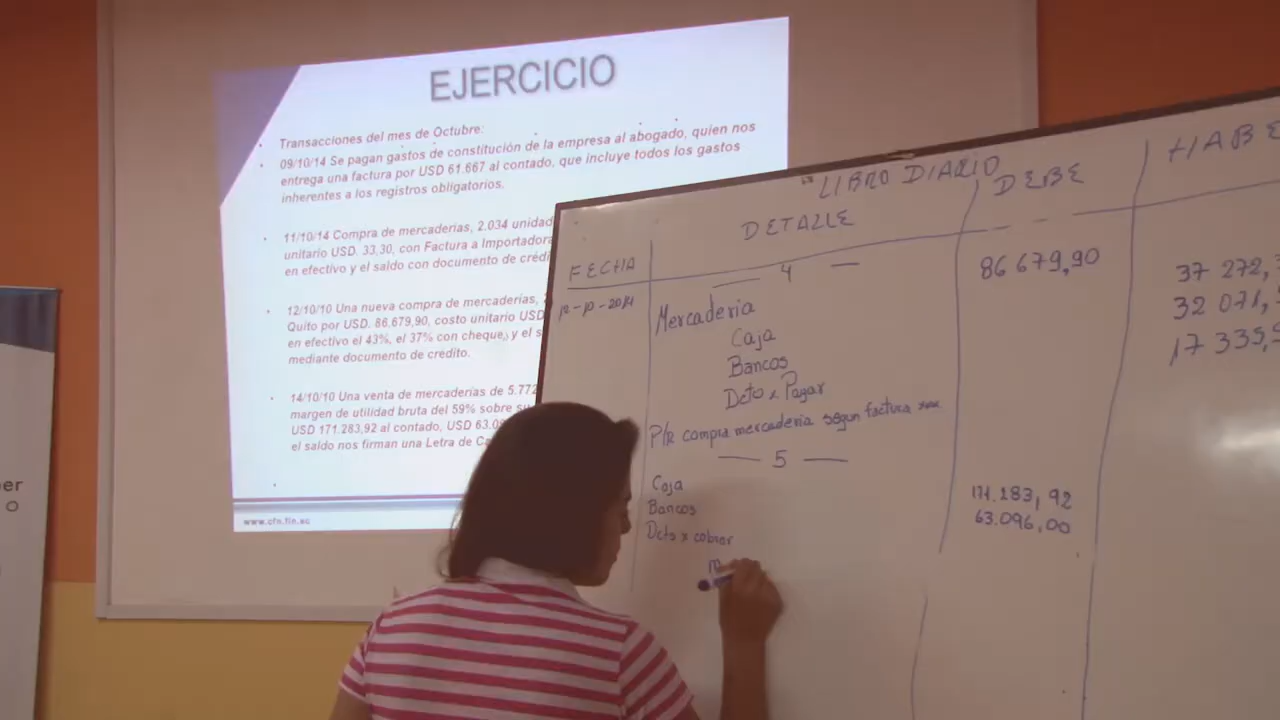 EJERCICIO
Transacciones del mes de Octubre:
09/10/14 Se pagan gastos de constitución de la empresa al abogado, quien nos
entrega una factura por USD 61.667 al contado, que incluye todos los gastos
inherentes a los registros obligatorios.
11/10/14 Compra de mercaderías, 2.034 unidad
unitario USD. 33,30, con Factura a Importadora
en efectivo y el saldo con documento de crédi
12/10/10 Una nueva compra de mercaderías,
Quito por USD. 86.679,90, costo unitario USD
en efectivo el 43%, el 37% con cheque, y el s
mediante documento de crédito.
14/10/10 Una venta de mercaderías de 5.772
margen de utilidad bruta del 59% sobre su
USD 171.283,92 al contado, USD 63.09
el saldo nos firman una Letra de Ca
www.cfn.fin.ec
er
o
LIBRO DIARIO
FECHA DETALLE DEBE HABE
4
12-10-2014 Mercaderia 86 679,90
Caja 37 272,
Bancos 32 071,
Dcto x Pagar 17 335,9
P/R compra mercaderia segun factura xxx
5
Caja 171.283,92
Bancos 63.096,00
Dcto x cobrar